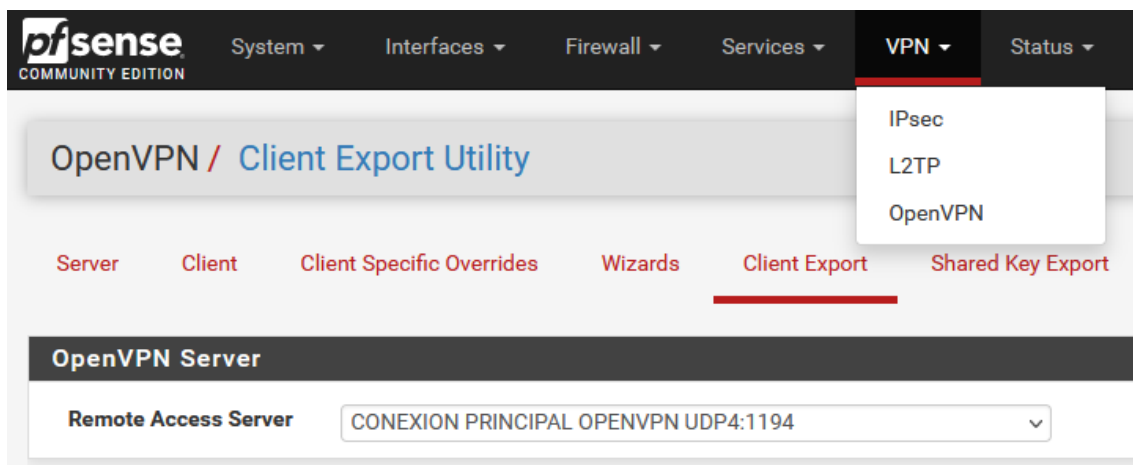 pfsense System Interfaces Firewall Services VPN Status
COMMUNITY EDITION
IPsec
L2TP
OpenVPN
OpenVPN / Client Export Utility
Server Client Client Specific Overrides Wizards Client Export Shared Key Export
OpenVPN Server
Remote Access Server CONEXION PRINCIPAL OPENVPN UDP4:1194